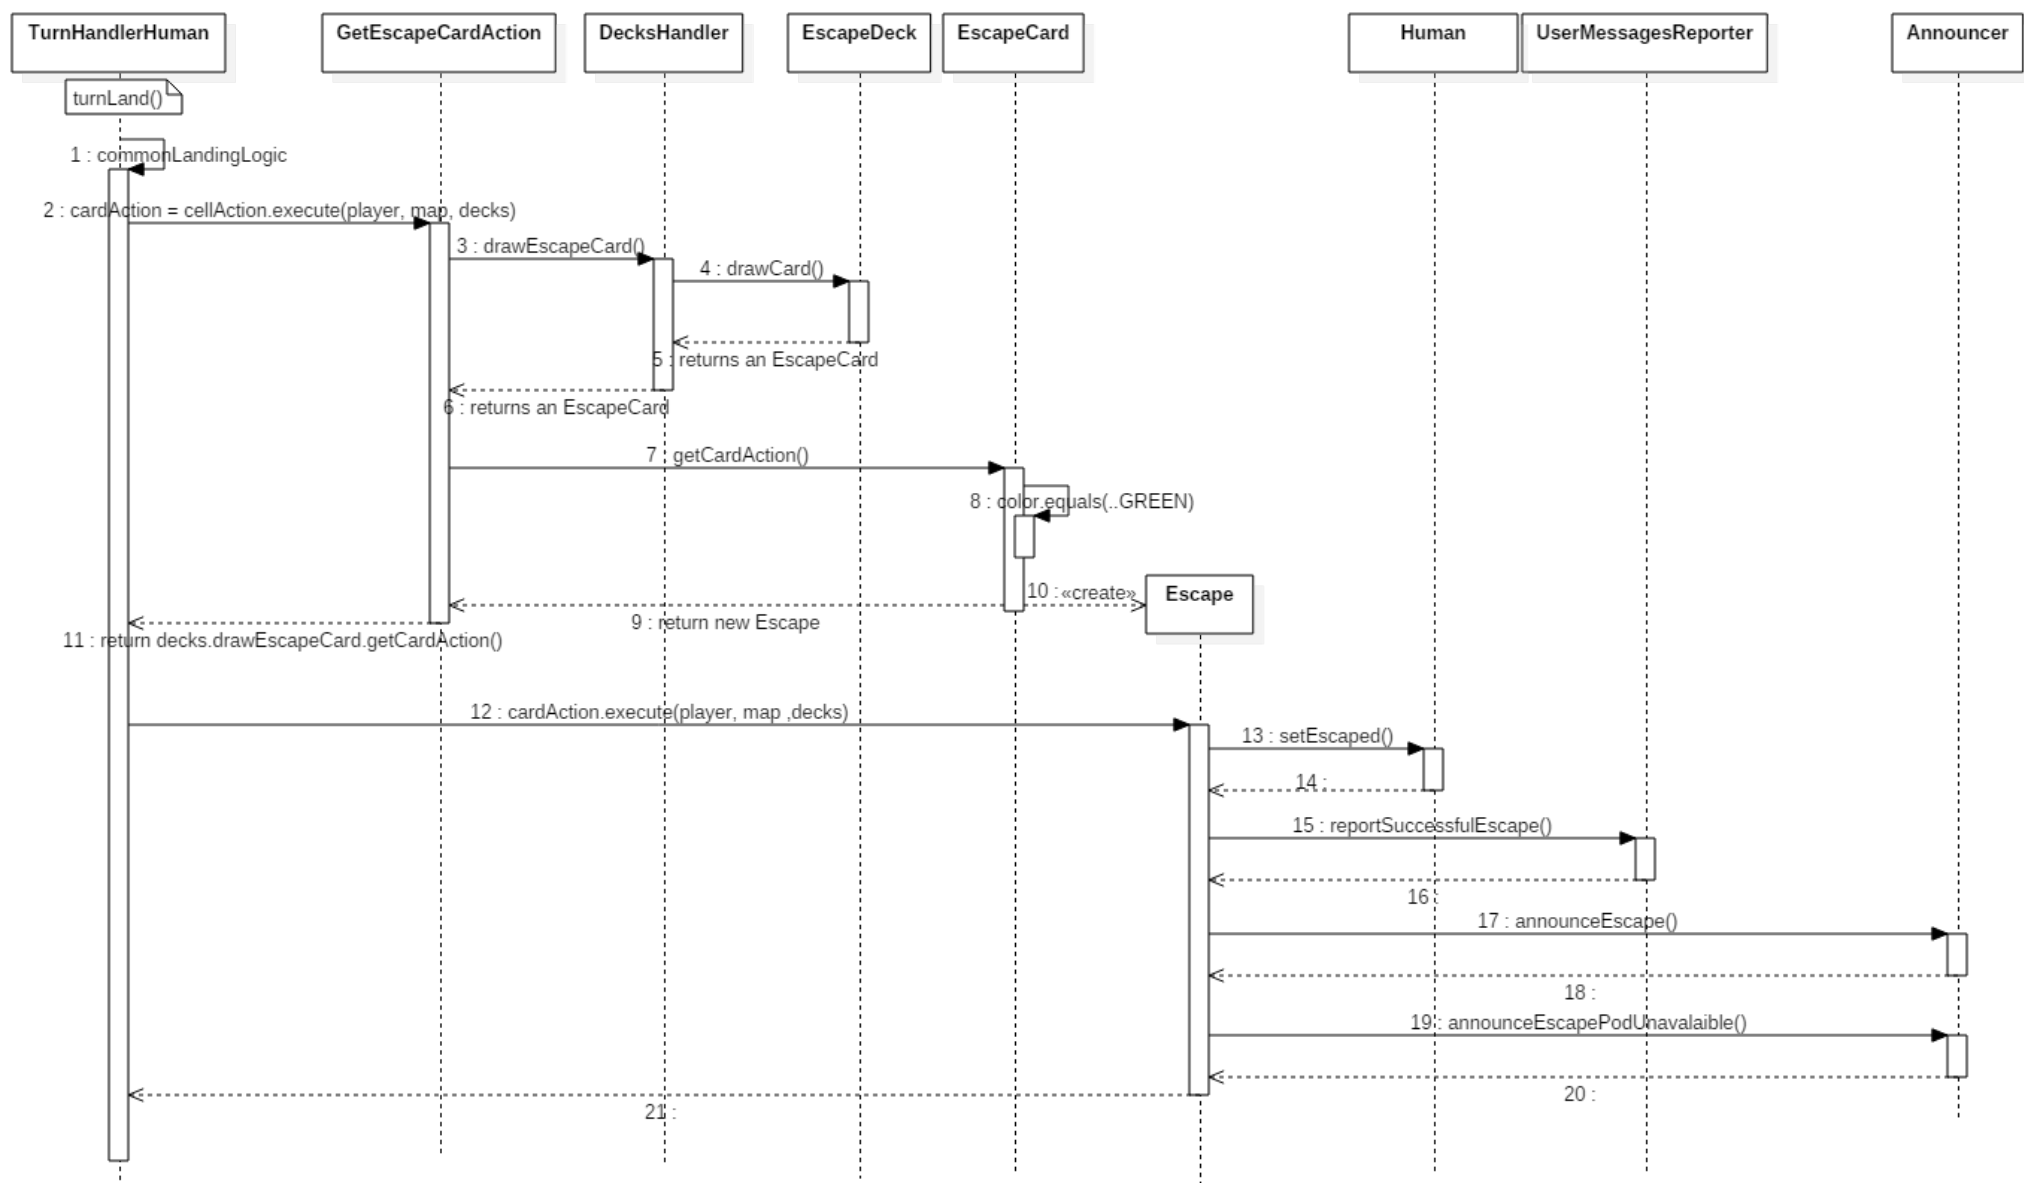 TurnHandlerHuman
GetEscapeCardAction
DecksHandler
EscapeDeck
EscapeCard
Human
UserMessagesReporter
Announcer
turnLand()
1 : commonLandingLogic
2 : cardAction = cellAction.execute(player, map, decks)
3 : drawEscapeCard()
4 : drawCard()
5 : returns an EscapeCard
6 : returns an EscapeCard
7 : getCardAction()
8 : color.equals(..GREEN)
10 : «create»
Escape
9 : return new Escape
11 : return decks.drawEscapeCard.getCardAction()
12 : cardAction.execute(player, map ,decks)
13 : setEscaped()
14 :
15 : reportSuccessfulEscape()
16 :
17 : announceEscape()
18 :
19 : announceEscapePodUnavalaible()
20 :
21 :